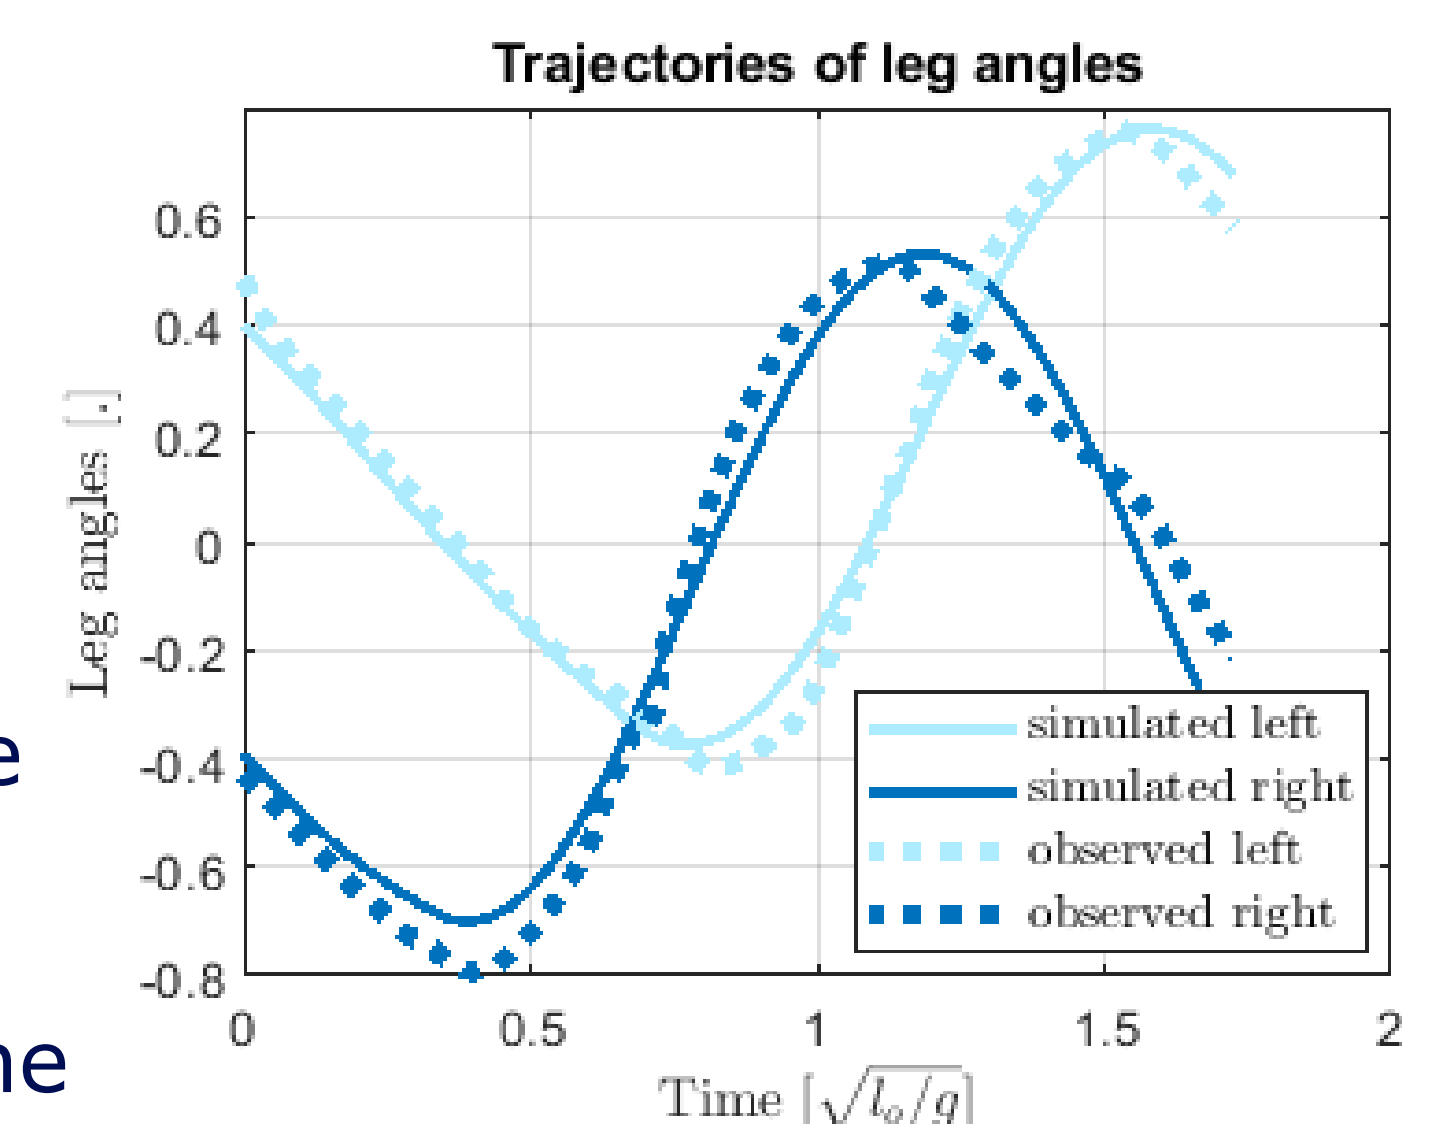 Trajectories of leg angles
Leg angles [.]
0.6
0.4
0.2
0
-0.2
-0.4
-0.6
-0.8
simulated left
simulated right
observed left
observed right
0 0.5 1 1.5 2
Time [√l_o/g]
e
ne